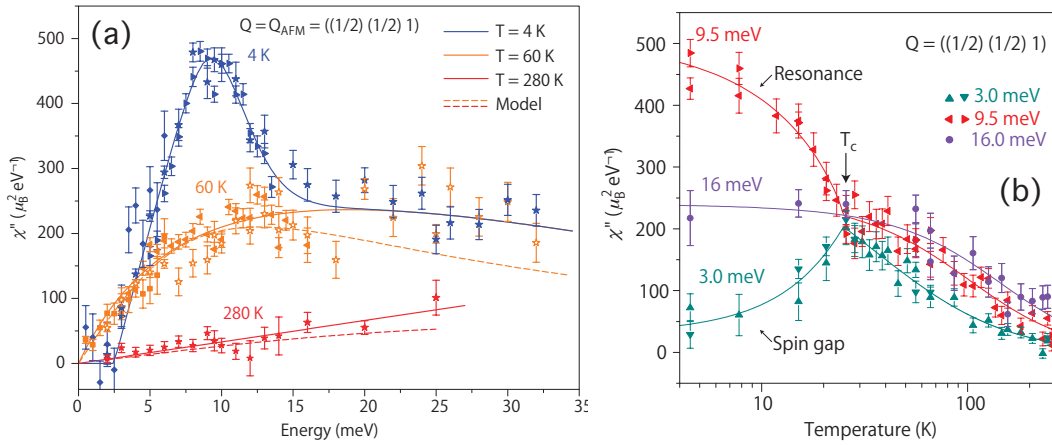 (a)
Q = Q_AFM = ((1/2) (1/2) 1)
T = 4 K
T = 60 K
T = 280 K
Model
4 K
60 K
280 K
χ" (μ_B^2 eV⁻¹)
500
400
300
200
100
0
0
5
10
15
20
25
30
35
Energy (meV)
9.5 meV
Q = ((1/2) (1/2) 1)
Resonance
3.0 meV
9.5 meV
16.0 meV
T_c
16 meV
(b)
3.0 meV
Spin gap
χ" (μ_B^2 eV⁻¹)
500
400
300
200
100
0
10
100
Temperature (K)